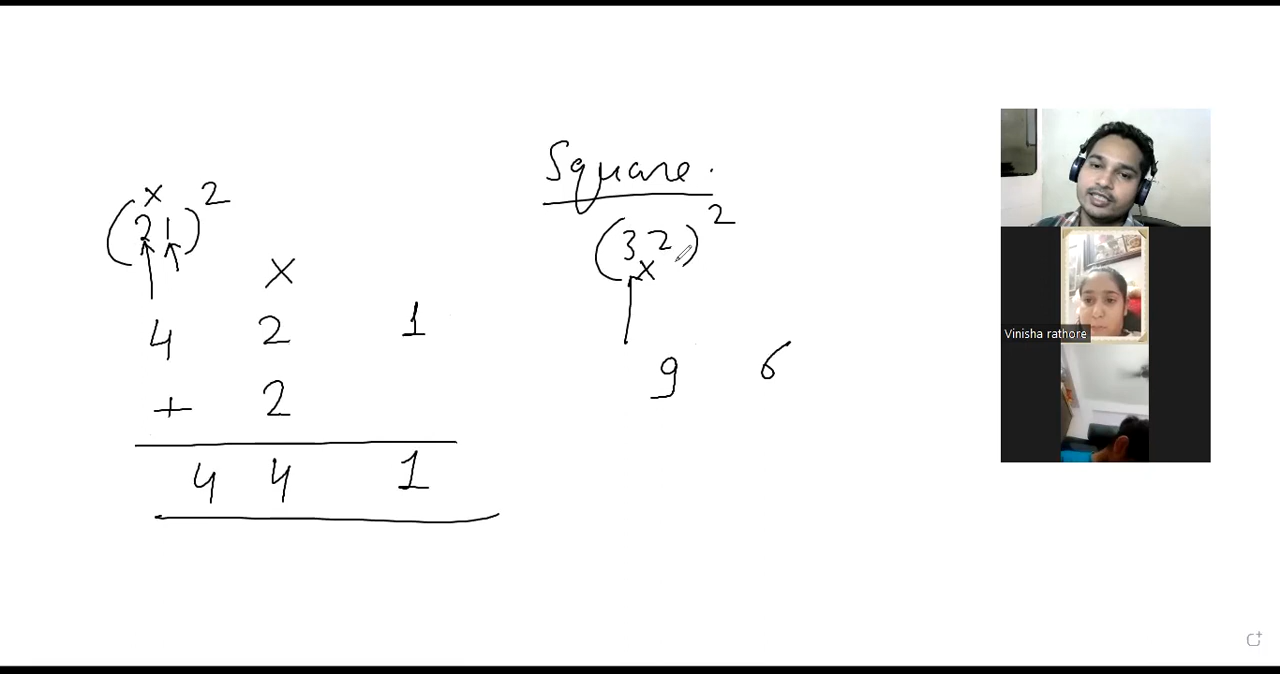 Square.
x
(21)²
x
4 2 1
+ 2
4 4 1
(32)²
x
9 6
Vinisha rathore